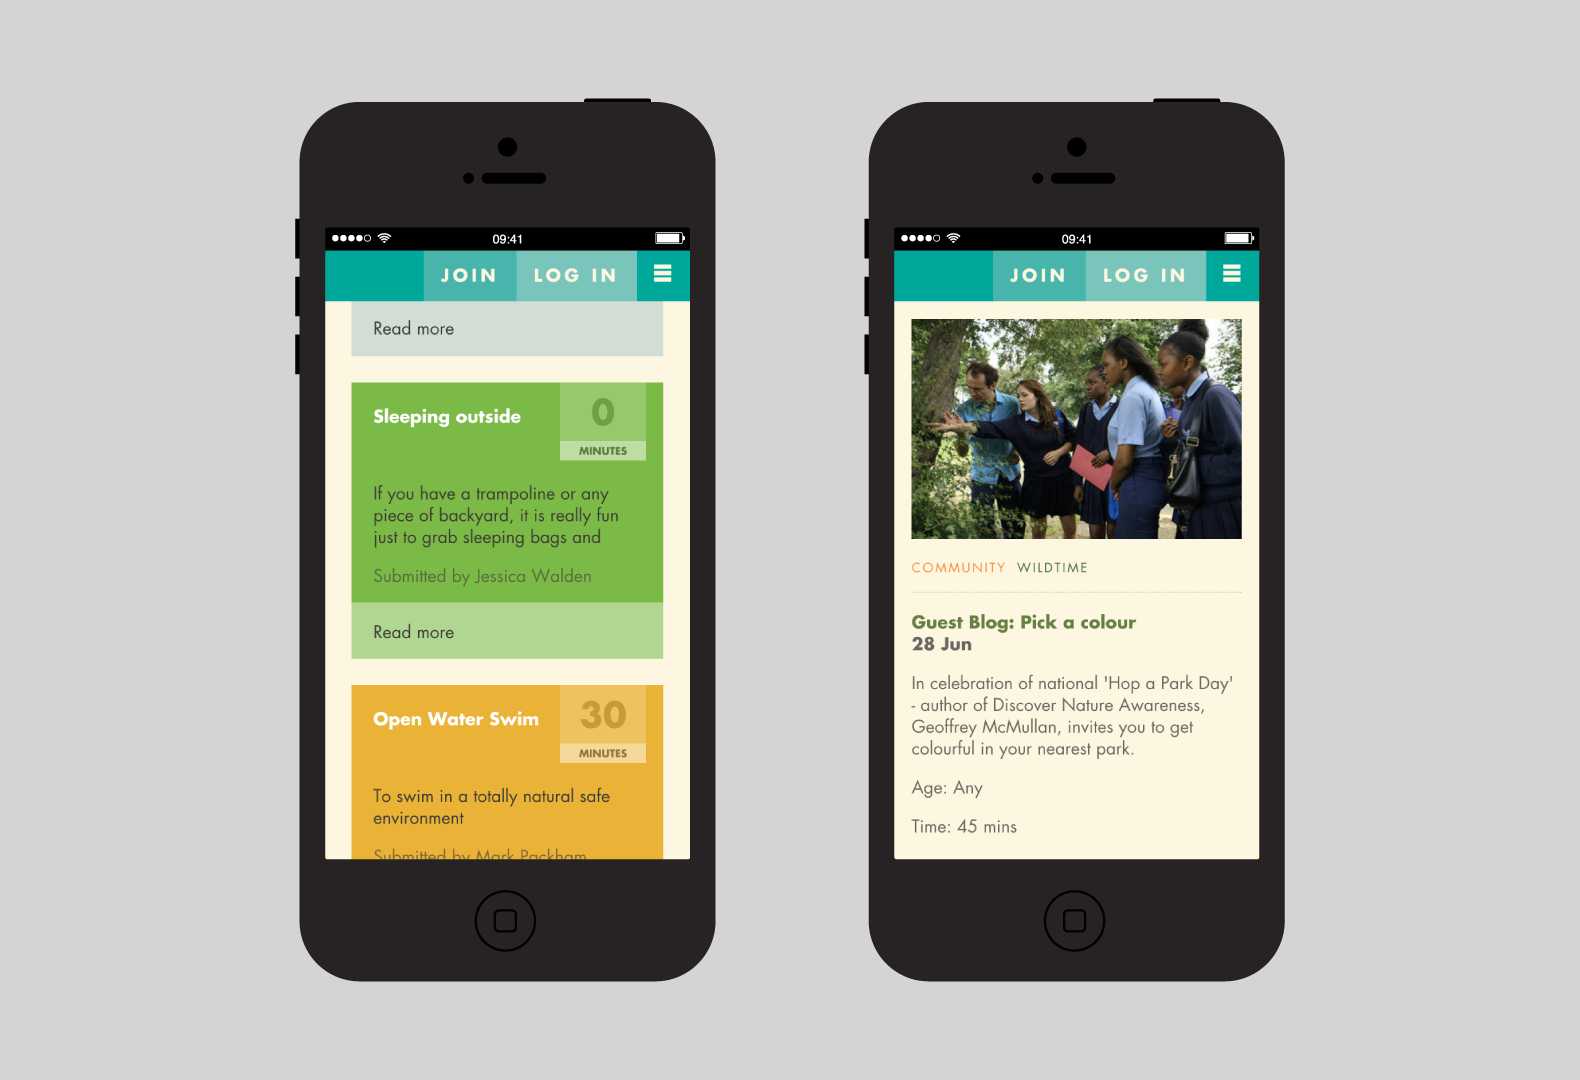 09:41
JOIN LOG IN
Read more
Sleeping outside
0
MINUTES
If you have a trampoline or any
piece of backyard, it is really fun
just to grab sleeping bags and
Submitted by Jessica Walden
Read more
Open Water Swim
30
MINUTES
To swim in a totally natural safe
environment
Submitted by Mark Packham
09:41
JOIN LOG IN
COMMUNITY WILDTIME
Guest Blog: Pick a colour
28 Jun
In celebration of national 'Hop a Park Day'
- author of Discover Nature Awareness,
Geoffrey McMullan, invites you to get
colourful in your nearest park.
Age: Any
Time: 45 mins